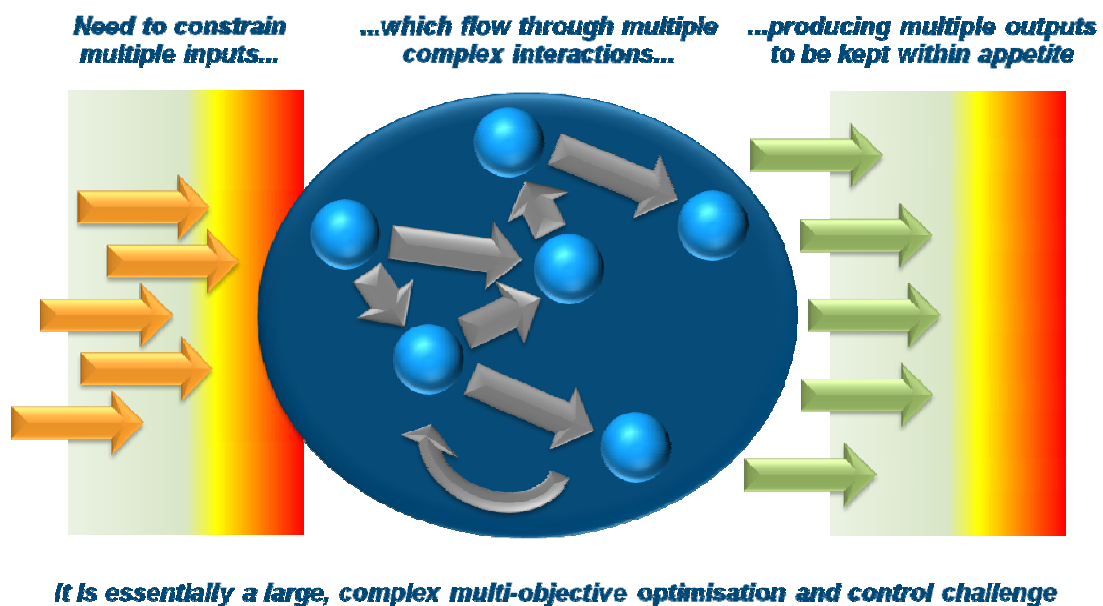 Need to constrain
multiple inputs...
...which flow through multiple
complex interactions...
...producing multiple outputs
to be kept within appetite
It is essentially a large, complex multi-objective optimisation and control challenge